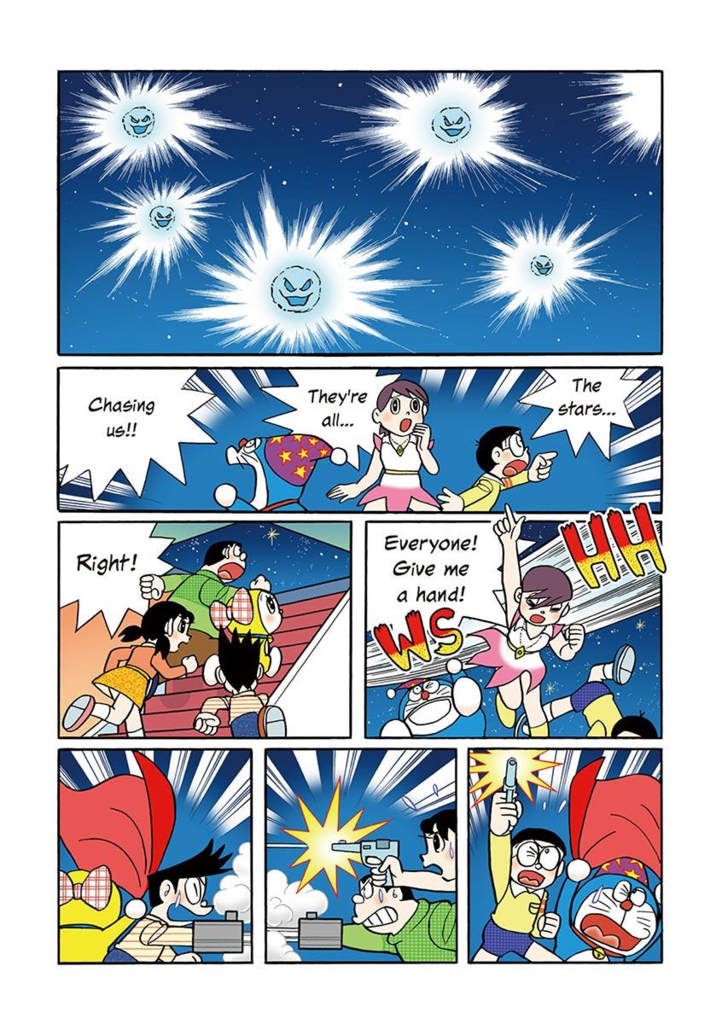 The
stars...
They're
all...
Chasing
us!!
Everyone!
Give me
a hand!
HH
WS
Right!